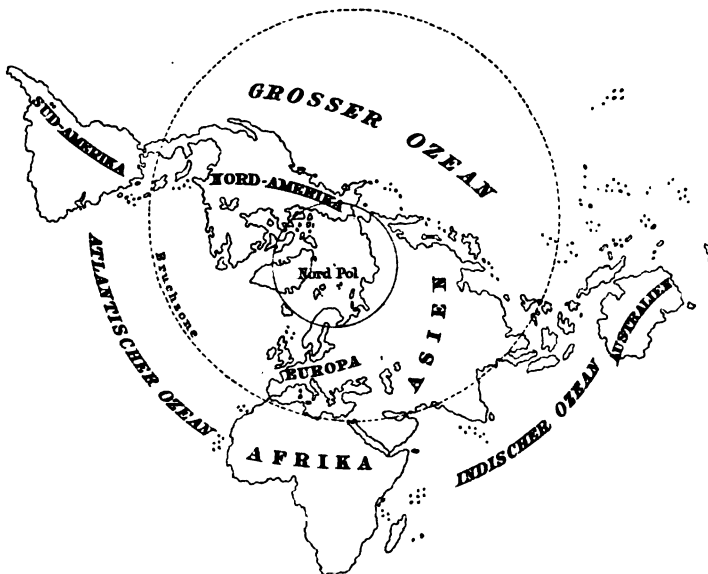 GROSSER OZEAN
SÜD-AMERIKA
NORD-AMERIKA
ATLANTISCHER OZEAN
Bruchzone
Nord Pol
ASIEN
AUSTRALIEN
EUROPA
AFRIKA
INDISCHER OZEAN